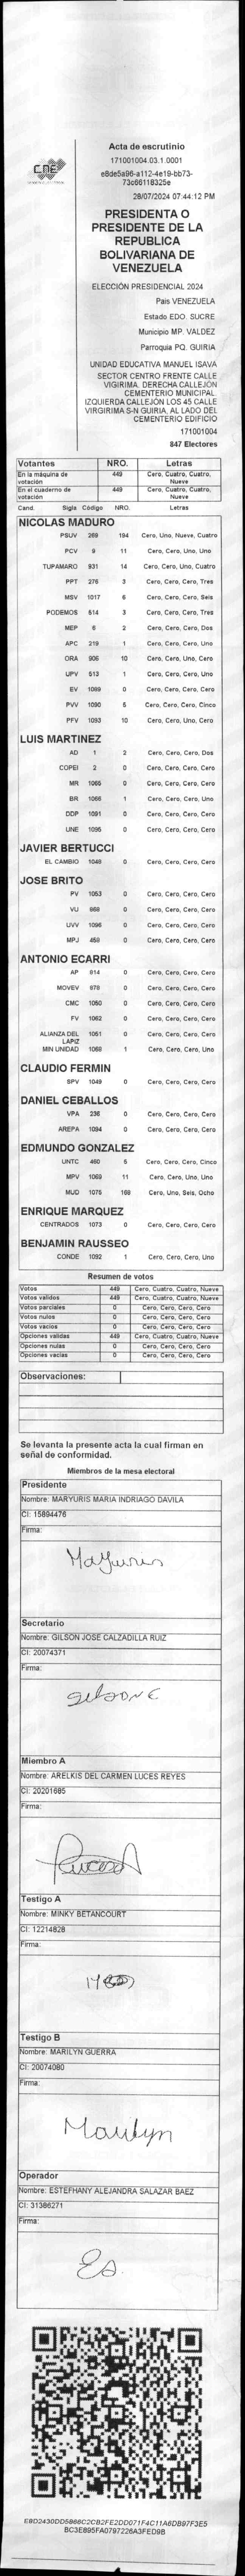 CNE
Acta de escrutinio
171001004.03.1.0001
e8de5a96-a112-4e19-bb73-
73c66118325e
28/07/2024 07:44:12 PM
PRESIDENTA O
PRESIDENTE DE LA
REPUBLICA
BOLIVARIANA DE
VENEZUELA
ELECCIÓN PRESIDENCIAL 2024
Pais VENEZUELA
Estado EDO. SUCRE
Municipio MP. VALDEZ
Parroquia PQ. GUIRIA
UNIDAD EDUCATIVA MANUEL ISAVA
SECTOR CENTRO FRENTE CALLE
VIGIRIMA. DERECHA CALLEJÓN
CEMENTERIO MUNICIPAL.
IZQUIERDA CALLEJÓN LOS 45 CALLE
VIRGIRIMA S-N GUIRIA. AL LADO DEL
CEMENTERIO EDIFICIO
171001004
847 Electores
Votantes NRO. Letras
En la máquina de votación 449 Cero, Cuatro, Cuatro, Nueve
En el cuaderno de votación 449 Cero, Cuatro, Cuatro, Nueve
Cand. Sigla Código NRO. Letras
NICOLAS MADURO
PSUV 269 194 Cero, Uno, Nueve, Cuatro
PCV 9 11 Cero, Cero, Uno, Uno
TUPAMARO 931 14 Cero, Cero, Uno, Cuatro
PPT 276 3 Cero, Cero, Cero, Tres
MSV 1017 6 Cero, Cero, Cero, Seis
PODEMOS 514 3 Cero, Cero, Cero, Tres
MEP 6 2 Cero, Cero, Cero, Dos
APC 219 1 Cero, Cero, Cero, Uno
ORA 906 10 Cero, Cero, Uno, Cero
UPV 513 1 Cero, Cero, Cero, Uno
EV 1089 0 Cero, Cero, Cero, Cero
PVV 1090 5 Cero, Cero, Cero, Cinco
PFV 1093 10 Cero, Cero, Uno, Cero
LUIS MARTINEZ
AD 1 2 Cero, Cero, Cero, Dos
COPEI 2 0 Cero, Cero, Cero, Cero
MR 1065 0 Cero, Cero, Cero, Cero
BR 1066 1 Cero, Cero, Cero, Uno
DDP 1091 0 Cero, Cero, Cero, Cero
UNE 1095 0 Cero, Cero, Cero, Cero
JAVIER BERTUCCI
EL CAMBIO 1046 0 Cero, Cero, Cero, Cero
JOSE BRITO
PV 1053 0 Cero, Cero, Cero, Cero
VU 968 0 Cero, Cero, Cero, Cero
UVV 1096 0 Cero, Cero, Cero, Cero
MPJ 459 0 Cero, Cero, Cero, Cero
ANTONIO ECARRI
AP 914 0 Cero, Cero, Cero, Cero
MOVEV 978 0 Cero, Cero, Cero, Cero
CMC 1050 0 Cero, Cero, Cero, Cero
FV 1062 0 Cero, Cero, Cero, Cero
ALIANZA DEL LAPIZ 1051 0 Cero, Cero, Cero, Cero
MIN UNIDAD 1068 1 Cero, Cero, Cero, Uno
CLAUDIO FERMIN
SPV 1049 0 Cero, Cero, Cero, Cero
DANIEL CEBALLOS
VPA 236 0 Cero, Cero, Cero, Cero
AREPA 1094 0 Cero, Cero, Cero, Cero
EDMUNDO GONZALEZ
UNTC 460 5 Cero, Cero, Cero, Cinco
MPV 1069 11 Cero, Cero, Uno, Uno
MUD 1075 168 Cero, Uno, Seis, Ocho
ENRIQUE MARQUEZ
CENTRADOS 1073 0 Cero, Cero, Cero, Cero
BENJAMIN RAUSSEO
CONDE 1092 1 Cero, Cero, Cero, Uno
Resumen de votos
Votos 449 Cero, Cuatro, Cuatro, Nueve
Votos validos 449 Cero, Cuatro, Cuatro, Nueve
Votos parciales 0 Cero, Cero, Cero, Cero
Votos nulos 0 Cero, Cero, Cero, Cero
Votos vacios 0 Cero, Cero, Cero, Cero
Opciones validas 449 Cero, Cuatro, Cuatro, Nueve
Opciones nulas 0 Cero, Cero, Cero, Cero
Opciones vacias 0 Cero, Cero, Cero, Cero
Observaciones:
Se levanta la presente acta la cual firman en
señal de conformidad.
Miembros de la mesa electoral
Presidente
Nombre: MARYURIS MARIA INDRIAGO DAVILA
CI: 15894476
Firma:
Mayuris
Secretario
Nombre: GILSON JOSE CALZADILLA RUIZ
CI: 20074371
Firma:
Miembro A
Nombre: ARELKIS DEL CARMEN LUCES REYES
CI: 20201685
Firma:
Testigo A
Nombre: MINKY BETANCOURT
CI: 12214828
Firma:
Testigo B
Nombre: MARILYN GUERRA
CI: 20074080
Firma:
Marilyn
Operador
Nombre: ESTEFHANY ALEJANDRA SALAZAR BAEZ
CI: 31386271
Firma:
Es.
E9D2430DD5986C2CB2FE2DD071F4C11A6DB97F3E5
BC3E895FA0797226A3FED9B